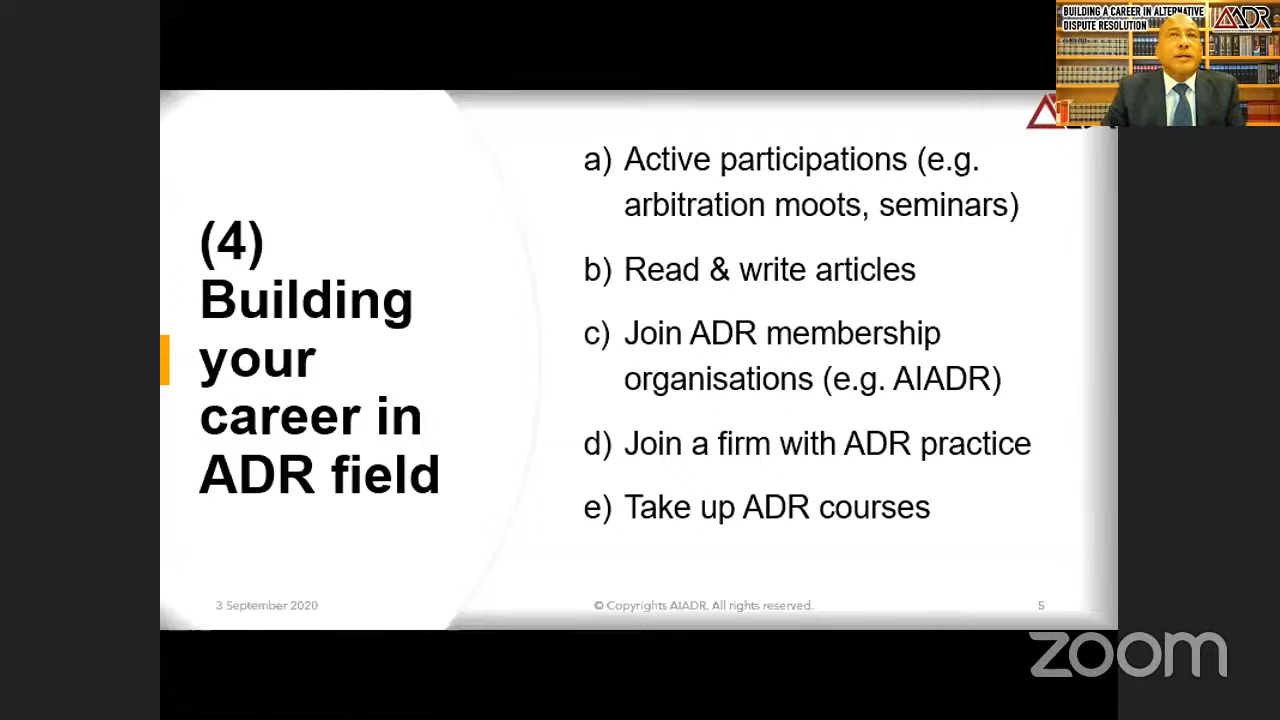 BUILDING A CAREER IN ALTERNATIVE
DISPUTE RESOLUTION
(4)
Building
your
career in
ADR field
a) Active participations (e.g.
arbitration moots, seminars)
b) Read & write articles
c) Join ADR membership
organisations (e.g. AIADR)
d) Join a firm with ADR practice
e) Take up ADR courses
3 September 2020
© Copyrights AIADR, All rights reserved.
5
zoom